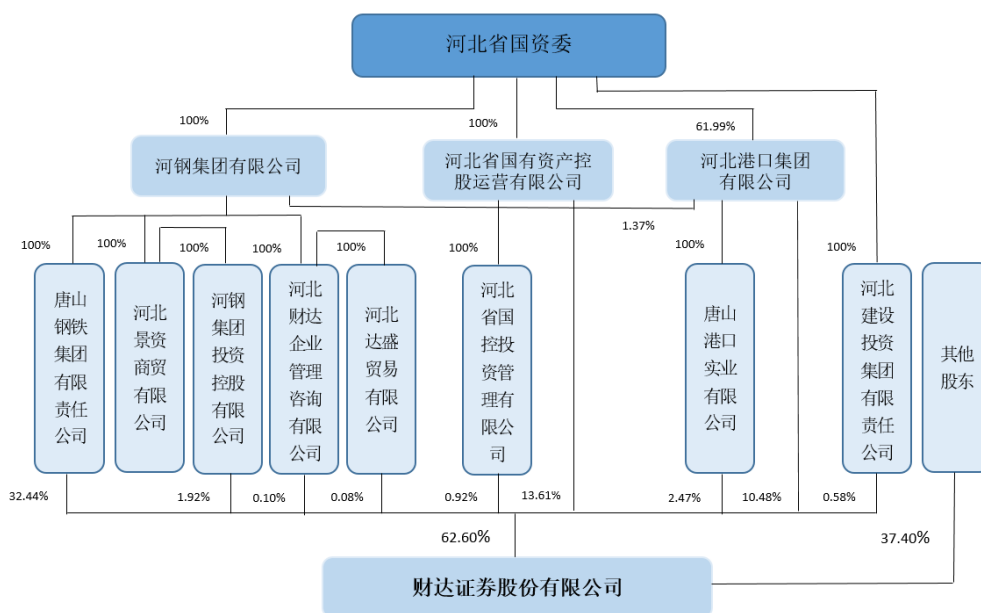 河北省国资委
100%
100%
61.99%
河钢集团有限公司
河北省国有资产控
股运营有限公司
河北港口集团
有限公司
1.37%
100%
100%
100%
100%
100%
100%
100%
唐山
钢铁
集团
有限
责任
公司
河北
景资
商贸
有限
公司
河钢
集团
投资
控股
有限
公司
河北
财达
企业
管理
咨询
有限
公司
河北
达盛
贸易
有限
公司
河北
省国
控投
资管
理有
限公
司
唐山
港口
实业
有限
公司
河北
建设
投资
集团
有限
责任
公司
其他
股东
32.44%
1.92%
0.10%
0.08%
0.92%
13.61%
2.47%
10.48%
0.58%
62.60%
37.40%
财达证券股份有限公司